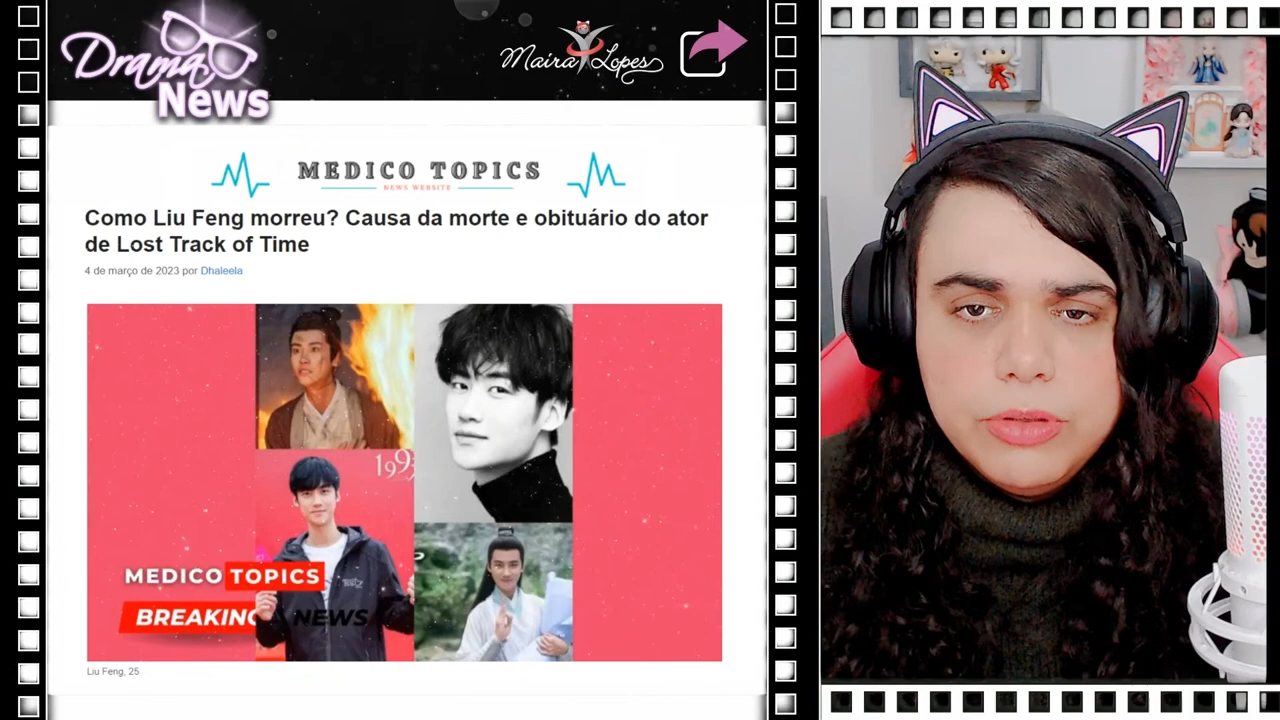 Drama
News
Maira Lopes
MEDICO TOPICS
NEWS WEBSITE
Como Liu Feng morreu? Causa da morte e obituário do ator
de Lost Track of Time
4 de março de 2023 por Dhaleela
199
MEDICO TOPICS
BREAKING NEWS
Liu Feng, 25